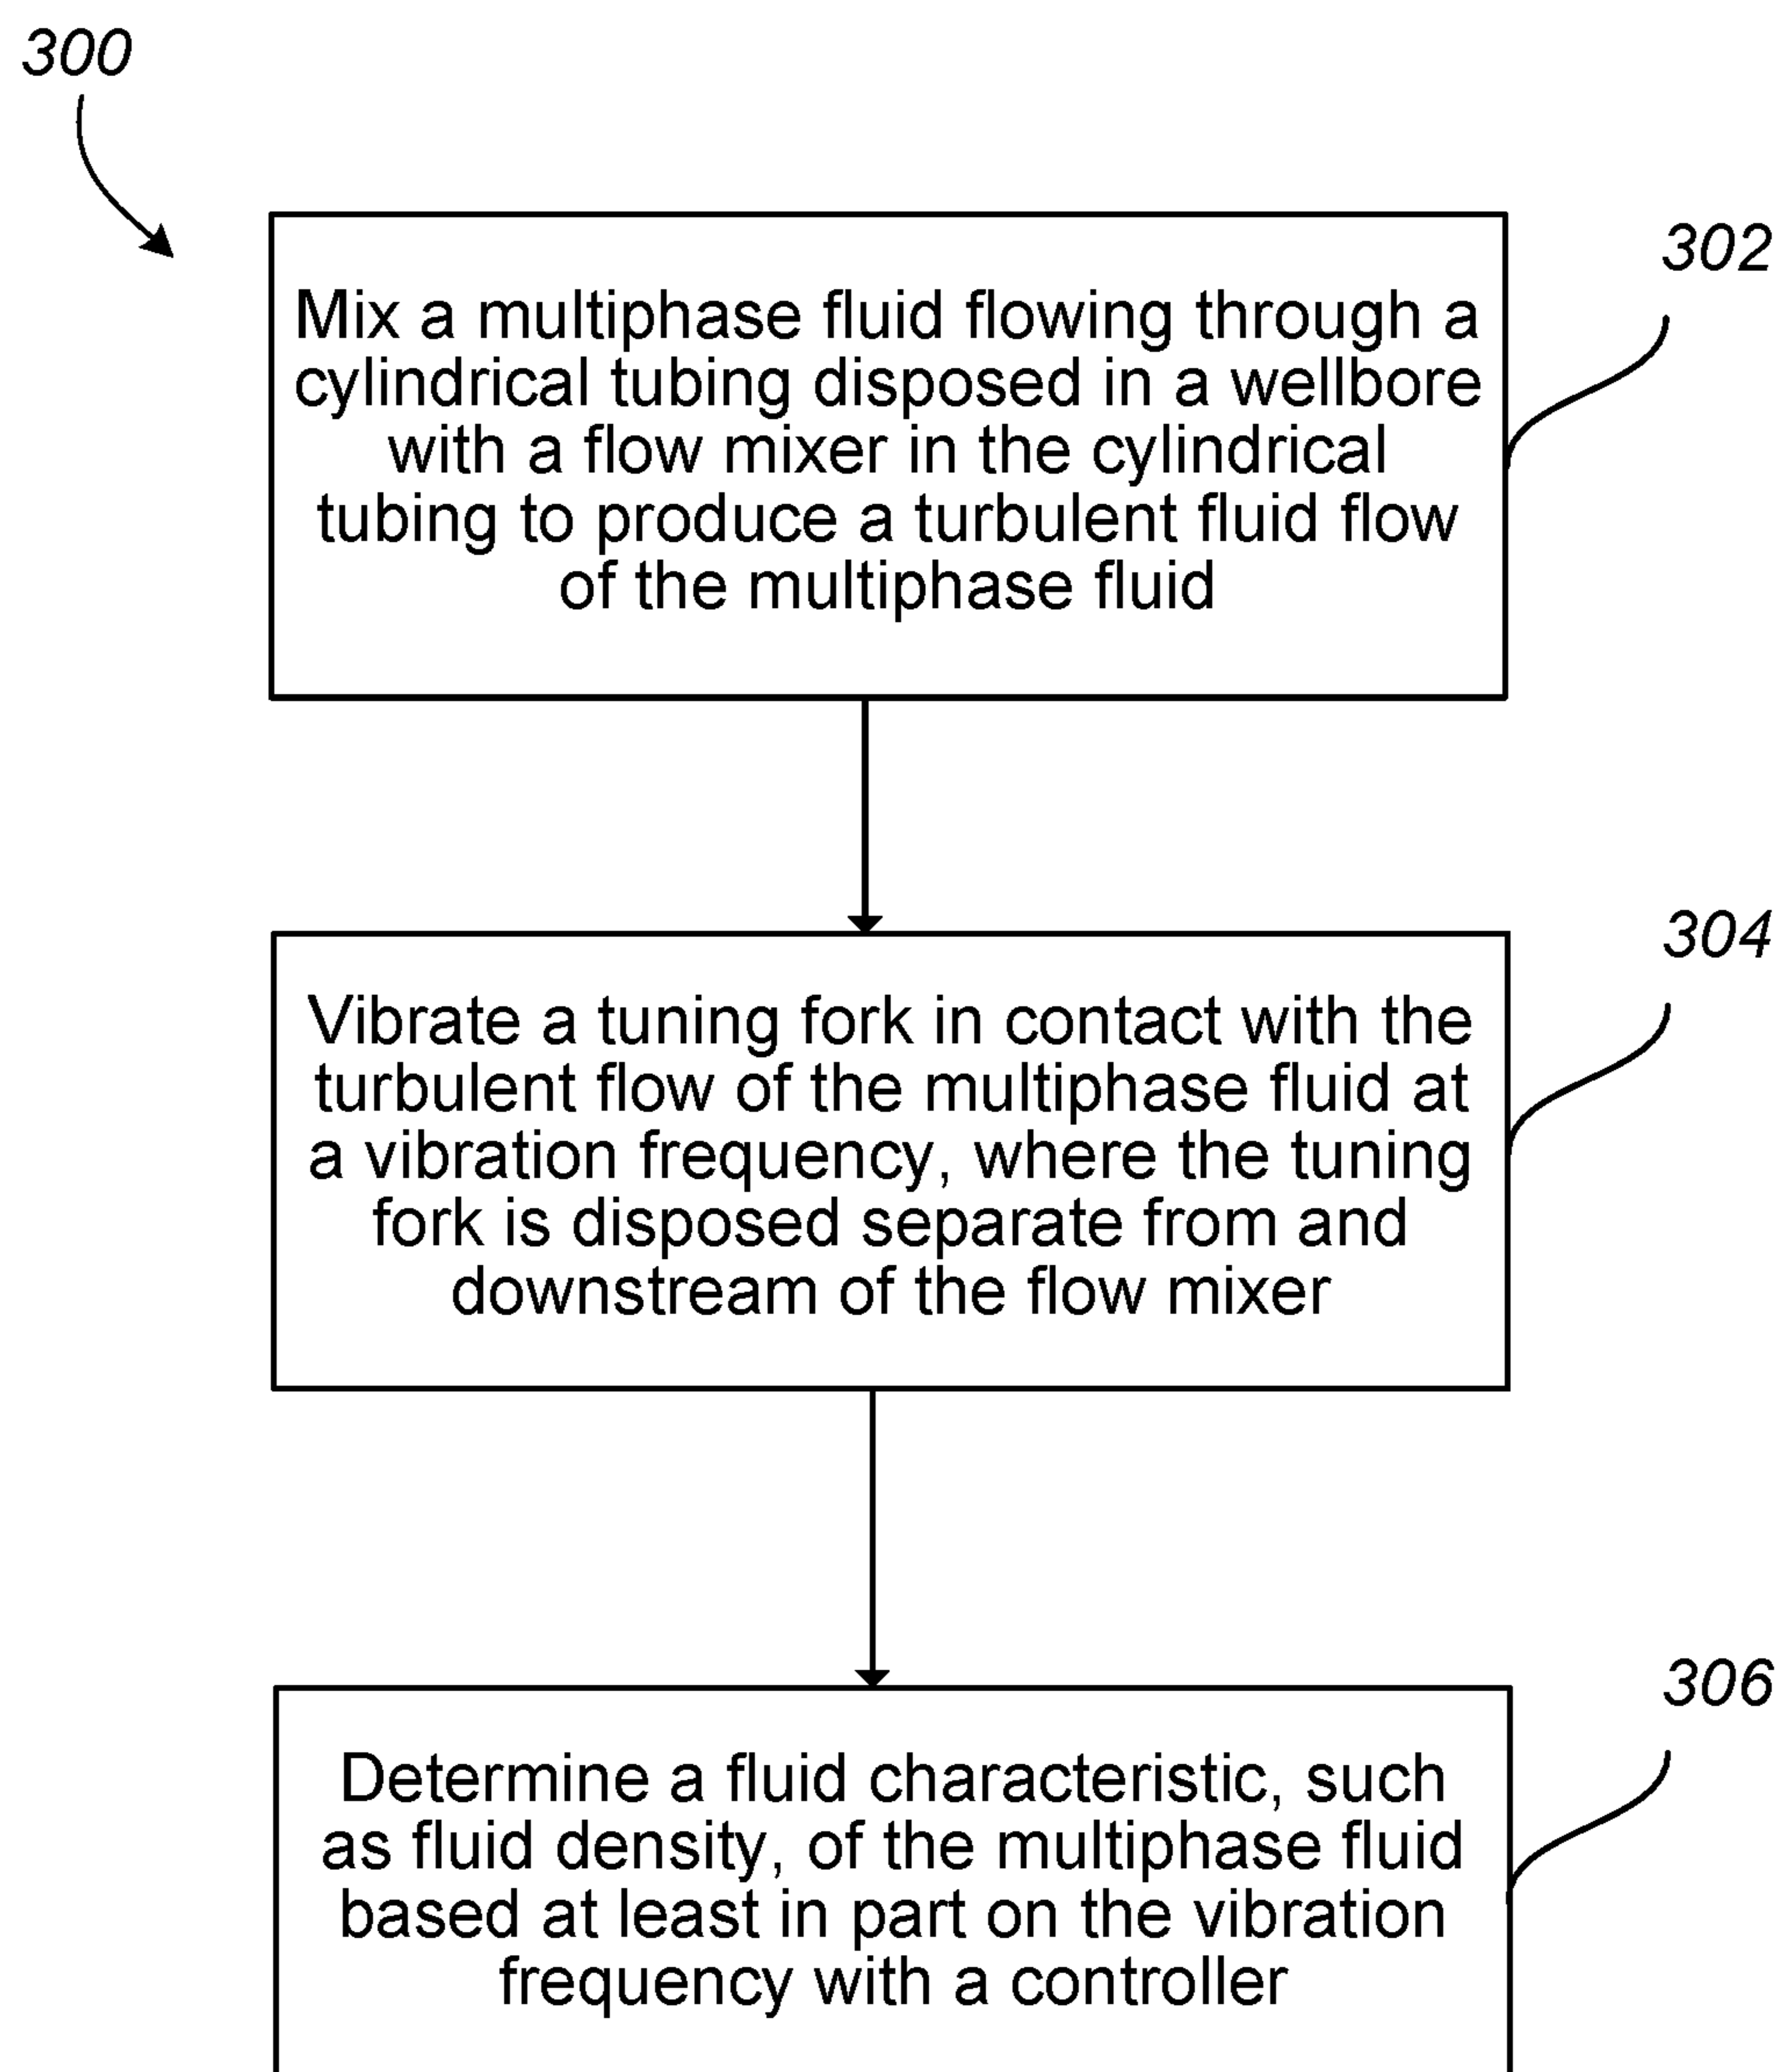 300
302
Mix a multiphase fluid flowing through a
cylindrical tubing disposed in a wellbore
with a flow mixer in the cylindrical
tubing to produce a turbulent fluid flow
of the multiphase fluid
304
Vibrate a tuning fork in contact with the
turbulent flow of the multiphase fluid at
a vibration frequency, where the tuning
fork is disposed separate from and
downstream of the flow mixer
306
Determine a fluid characteristic, such
as fluid density, of the multiphase fluid
based at least in part on the vibration
frequency with a controller